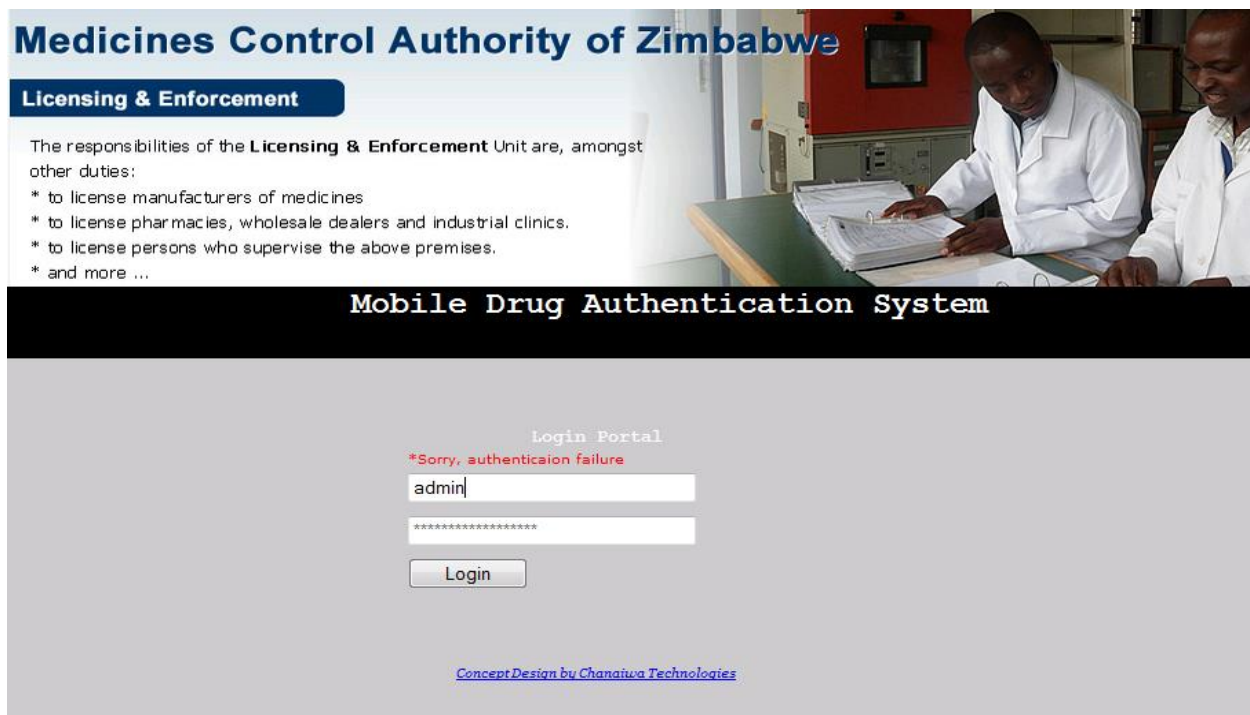 Medicines Control Authority of Zimbabwe
Licensing & Enforcement
The responsibilities of the Licensing & Enforcement Unit are, amongst
other duties:
* to license manufacturers of medicines
* to license pharmacies, wholesale dealers and industrial clinics.
* to license persons who supervise the above premises.
* and more ...
Mobile Drug Authentication System
Login Portal
*Sorry, authenticaion failure
admin
******************
Login
Concept Design by Chanaiwa Technologies